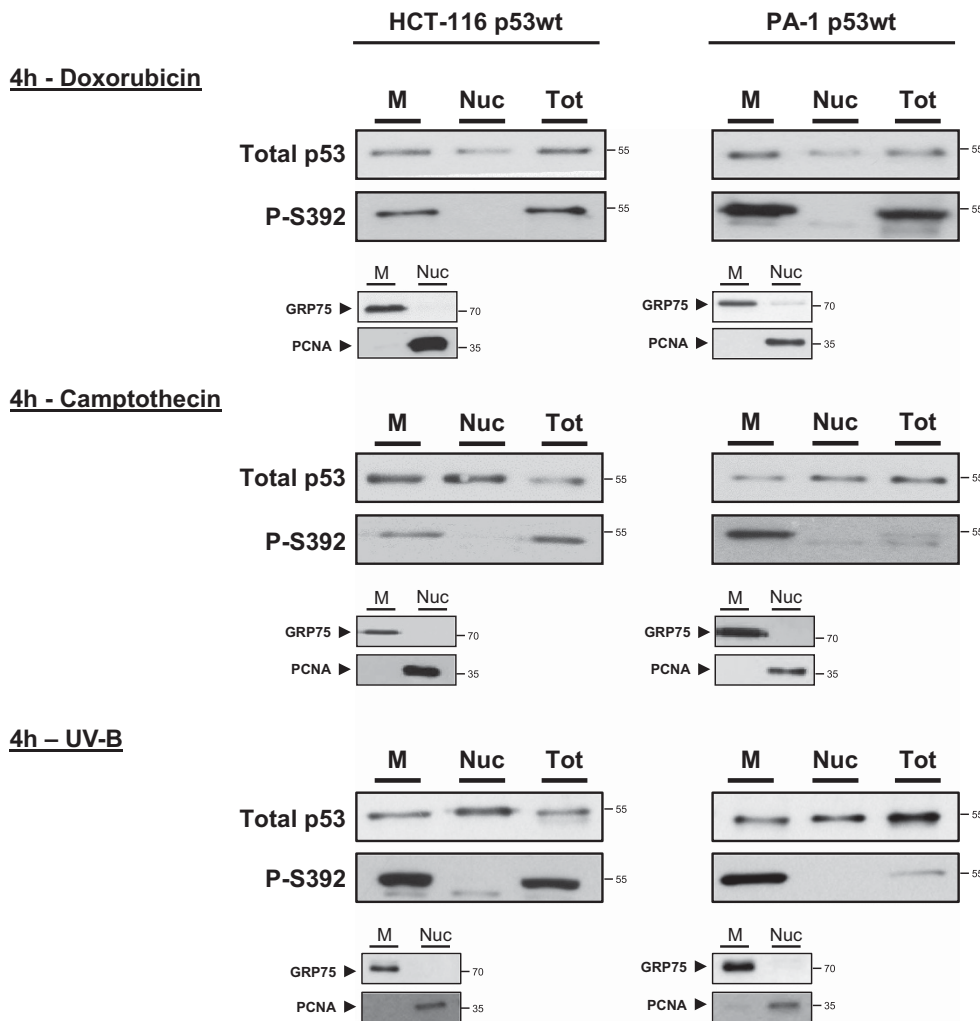 HCT-116 p53wt PA-1 p53wt
4h - Doxorubicin
M Nuc Tot M Nuc Tot
Total p53 55 55
P-S392 55 55
M Nuc M Nuc
GRP75 ► 70 GRP75 ► 70
PCNA ► 35 PCNA ► 35
4h - Camptothecin
M Nuc Tot M Nuc Tot
Total p53 55 55
P-S392 55 55
M Nuc M Nuc
GRP75 ► 70 GRP75 ► 70
PCNA ► 35 PCNA ► 35
4h – UV-B
M Nuc Tot M Nuc Tot
Total p53 55 55
P-S392 55 55
M Nuc M Nuc
GRP75 ► 70 GRP75 ► 70
PCNA ► 35 PCNA ► 35